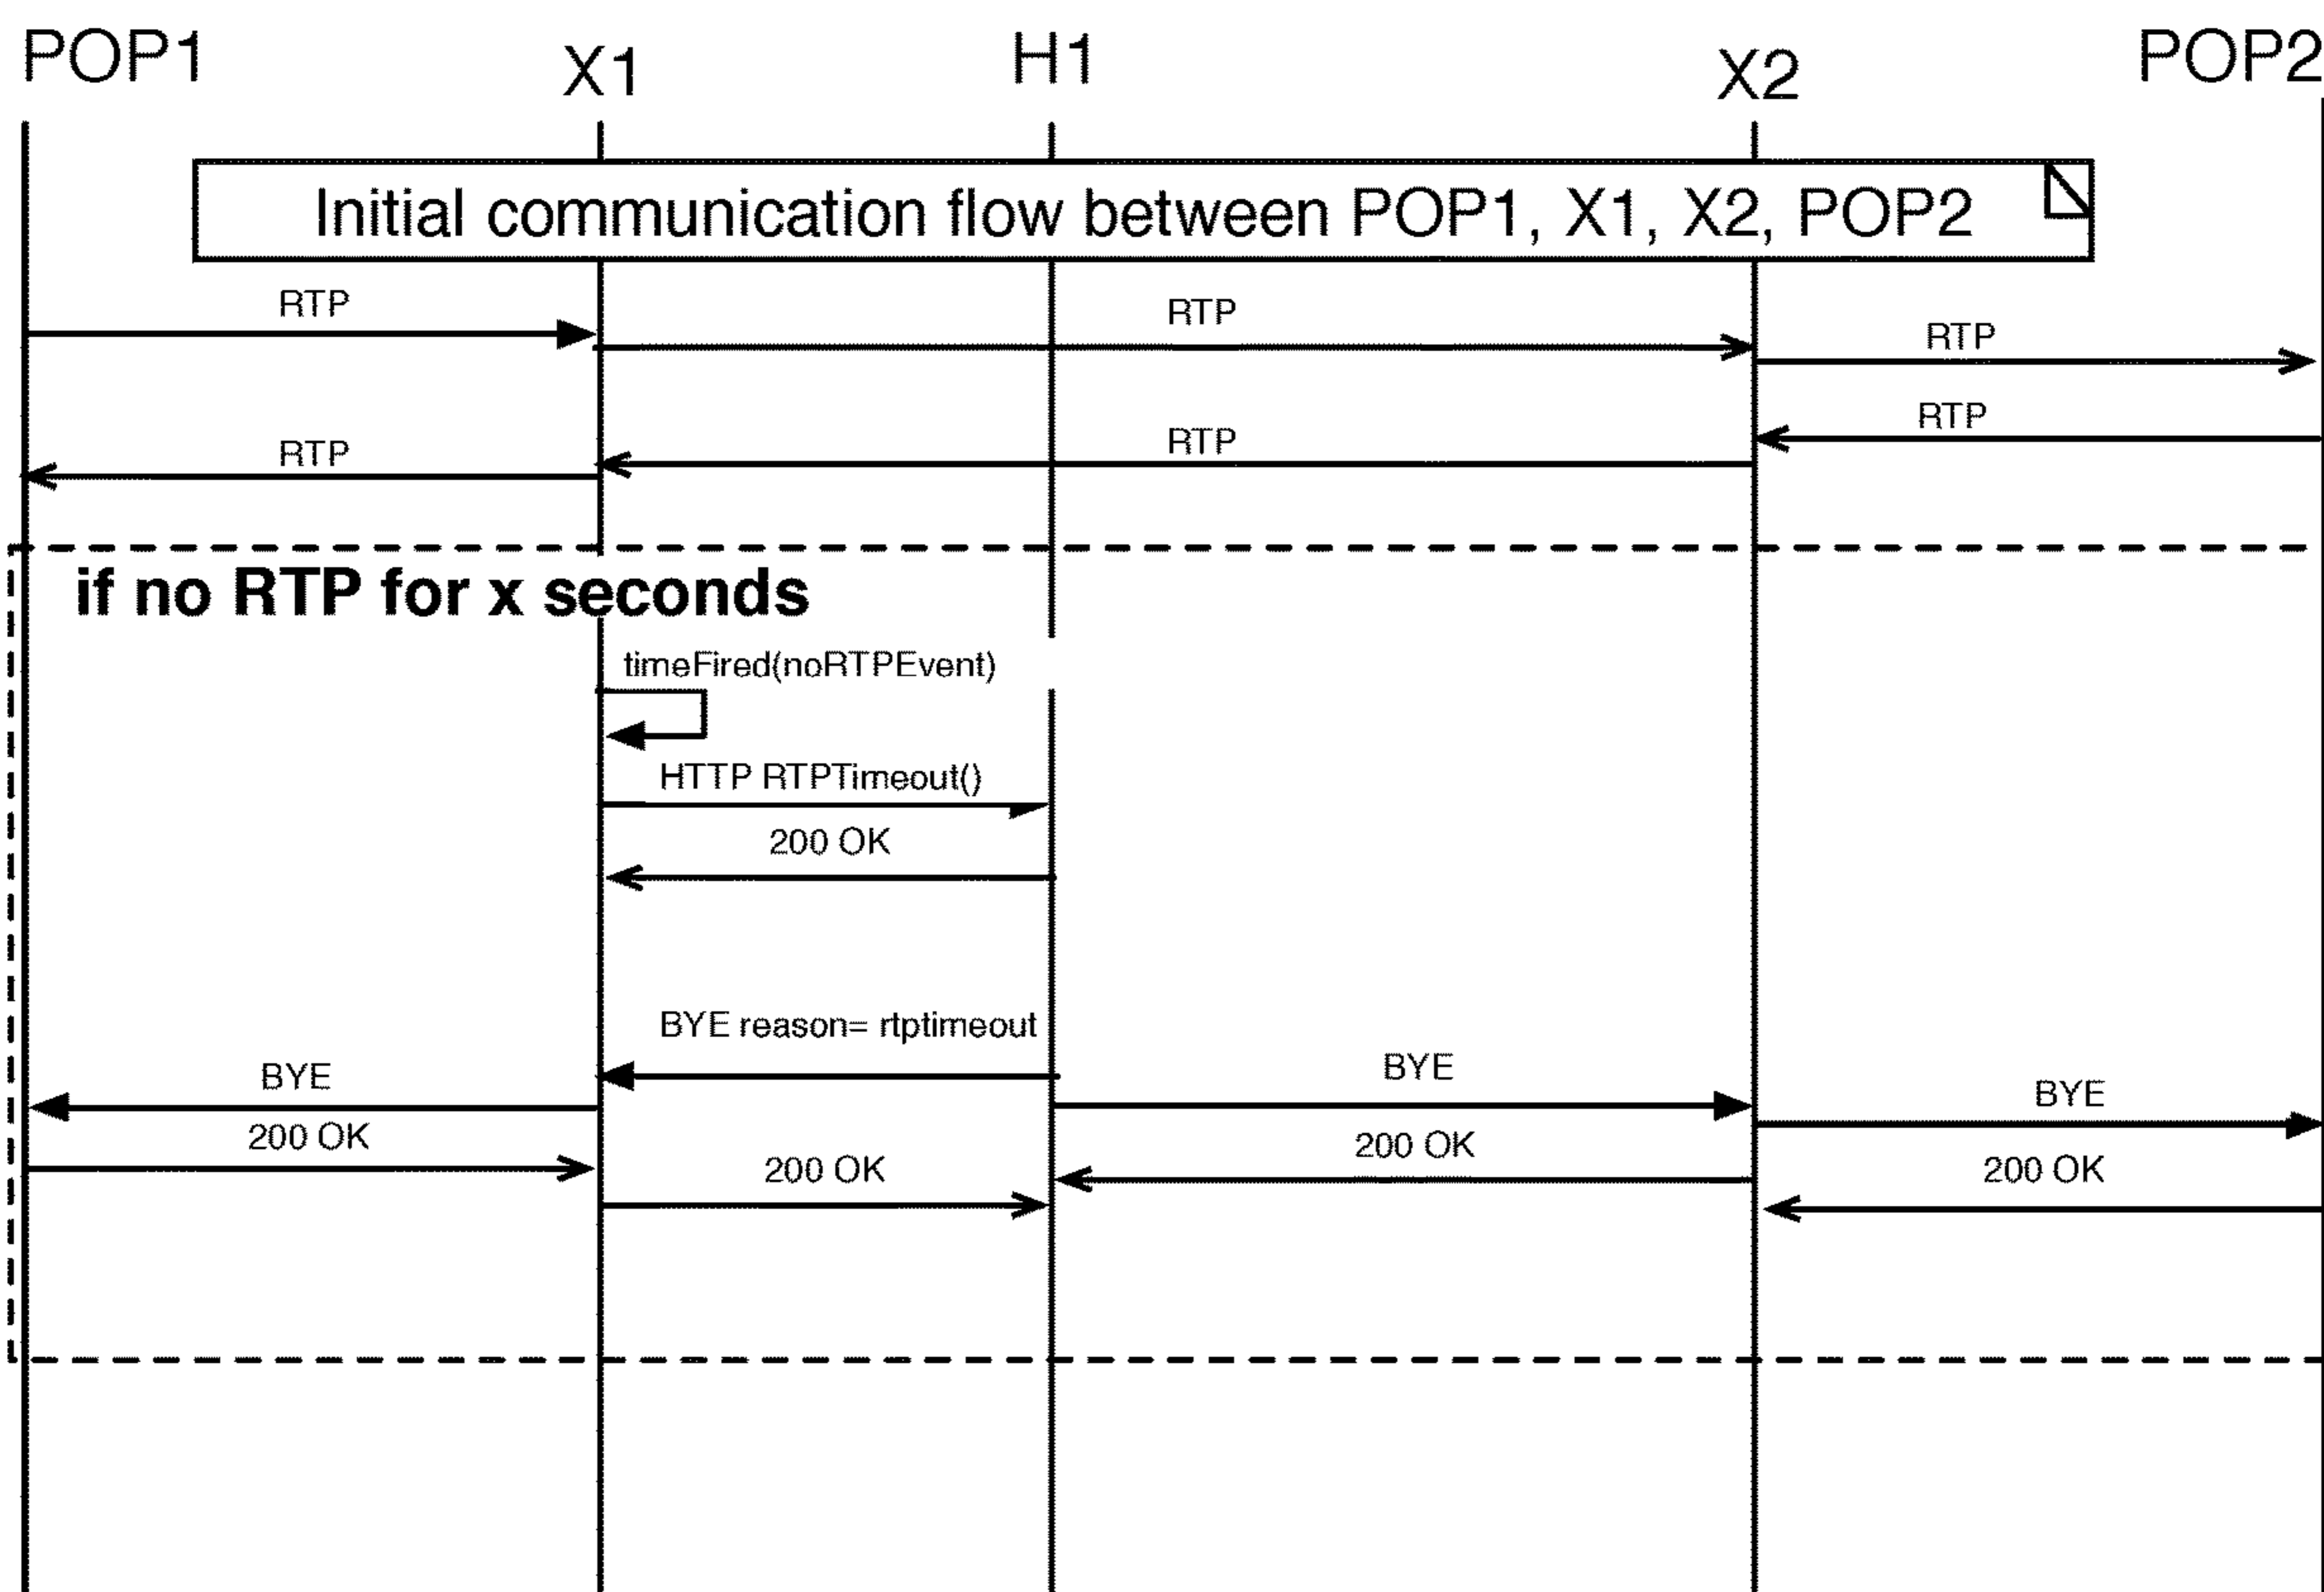 POP1
X1
H1
X2
POP2
Initial communication flow between POP1, X1, X2, POP2
RTP
RTP
RTP
RTP
RTP
RTP
if no RTP for x seconds
timeFired(noRTPEvent)
HTTP RTPTimeout()
200 OK
BYE reason= rtptimeout
BYE
BYE
BYE
200 OK
200 OK
200 OK
200 OK